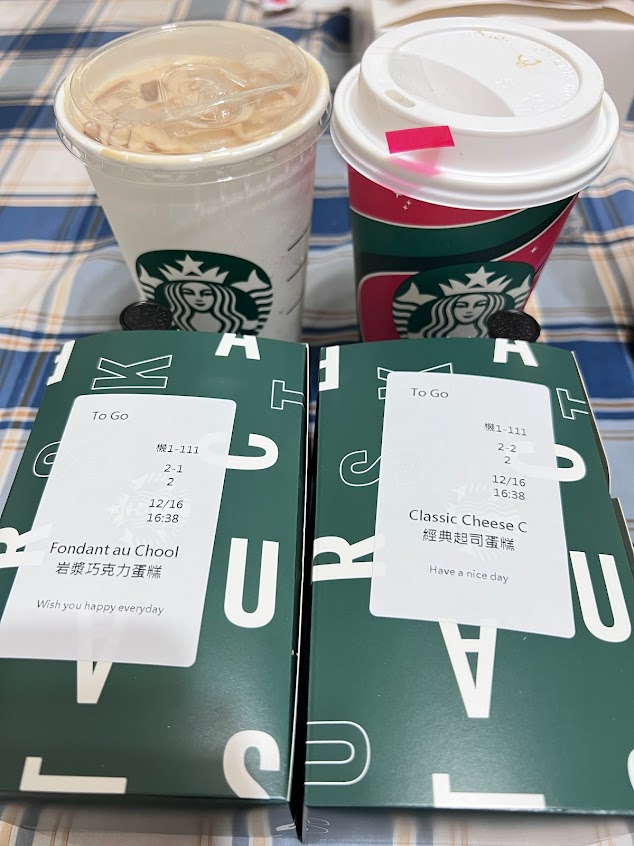 To Go
機1-111
2-1
2
12/16
16:38
Fondant au Chool
岩漿巧克力蛋糕
Wish you happy everyday
To Go
機1-111
2-2
2
12/16
16:38
Classic Cheese C
經典起司蛋糕
Have a nice day